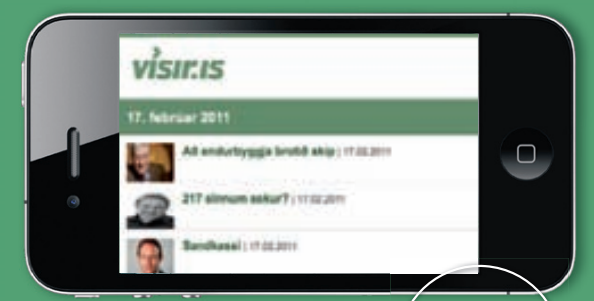 vísir.is
17. febrúar 2011
Að endurbyggja brotið skip | 17.02.2011
217 sinnum sekur? | 17.02.2011
Sandkassi | 17.02.2011